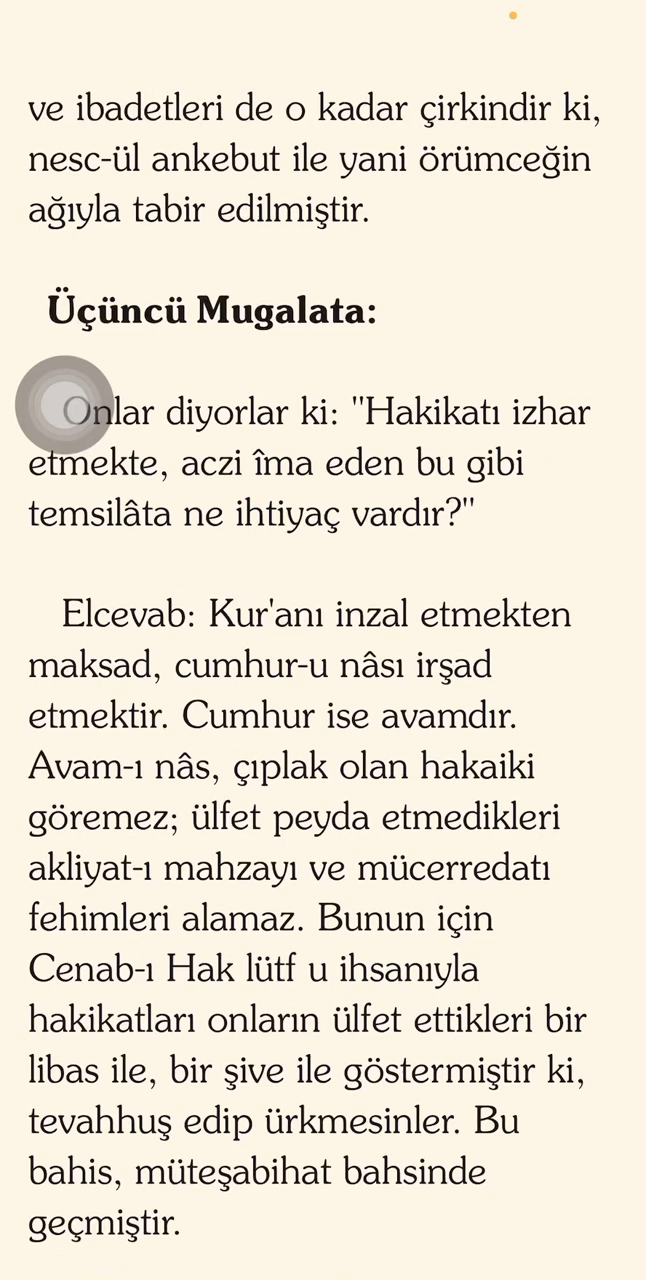 ve ibadetleri de o kadar çirkindir ki,
nesc-ül ankebut ile yani örümceğin
ağıyla tabir edilmiştir.
Üçüncü Mugalata:
Onlar diyorlar ki: "Hakikatı izhar
etmekte, aczi îma eden bu gibi
temsilâta ne ihtiyaç vardır?"
Elcevab: Kur'anı inzal etmekten
maksad, cumhur-u nâsı irşad
etmektir. Cumhur ise avamdır.
Avam-ı nâs, çıplak olan hakaiki
göremez; ülfet peyda etmedikleri
akliyat-ı mahzayı ve mücerredatı
fehimleri alamaz. Bunun için
Cenab-ı Hak lütf u ihsanıyla
hakikatları onların ülfet ettikleri bir
libas ile, bir şive ile göstermiştir ki,
tevahhuş edip ürkmesinler. Bu
bahis, müteşabihat bahsinde
geçmiştir.